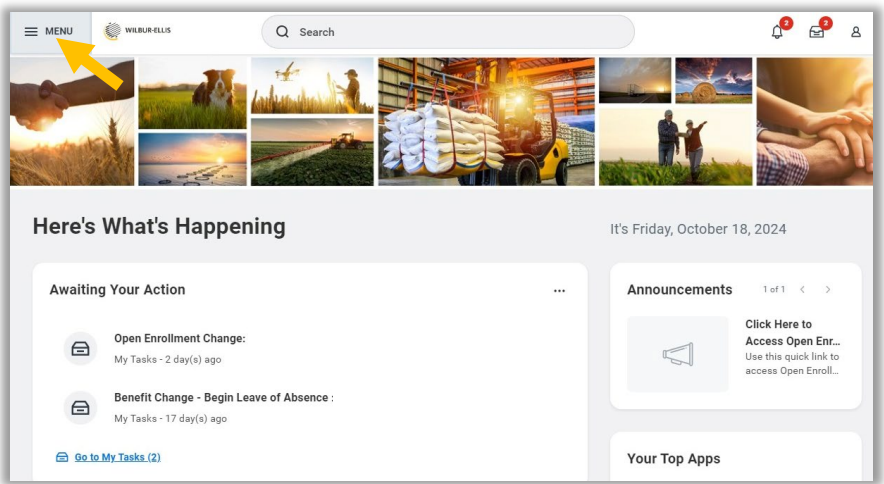 MENU
WILBUR-ELLIS
Search
2
2
Here's What's Happening
It's Friday, October 18, 2024
Awaiting Your Action
...
Open Enrollment Change:
My Tasks - 2 day(s) ago
Benefit Change - Begin Leave of Absence :
My Tasks - 17 day(s) ago
Go to My Tasks (2)
Announcements
1 of 1 < >
Click Here to
Access Open Enr...
Use this quick link to
access Open Enroll...
Your Top Apps